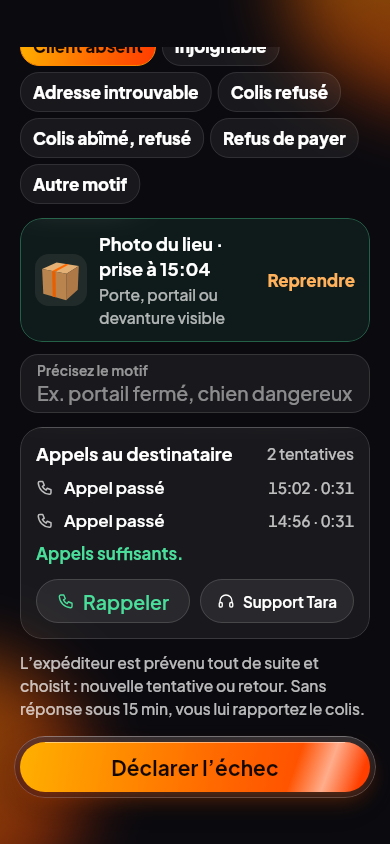 Client absent
Injoignable
Adresse introuvable
Colis refusé
Colis abîmé, refusé
Refus de payer
Autre motif
Photo du lieu ·
prise à 15:04
Porte, portail ou
devanture visible
Reprendre
Précisez le motif
Ex. portail fermé, chien dangereux
Appels au destinataire
2 tentatives
Appel passé
15:02 · 0:31
Appel passé
14:56 · 0:31
Appels suffisants.
Rappeler
Support Tara
L’expéditeur est prévenu tout de suite et
choisit : nouvelle tentative ou retour. Sans
réponse sous 15 min, vous lui rapportez le colis.
Déclarer l’échec